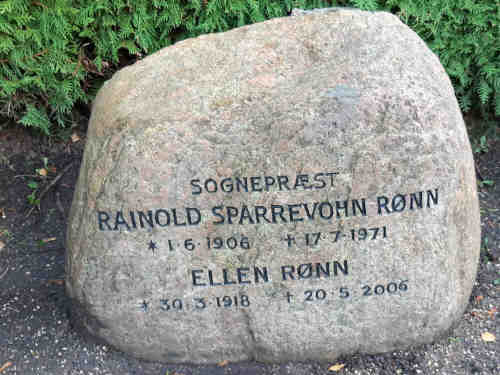 SOGNEPRÆST
RAINOLD SPARREVOHN RØNN
* 1·6·1906 † 17·7·1971
ELLEN RØNN
* 30·3·1918 † 20·5·2006